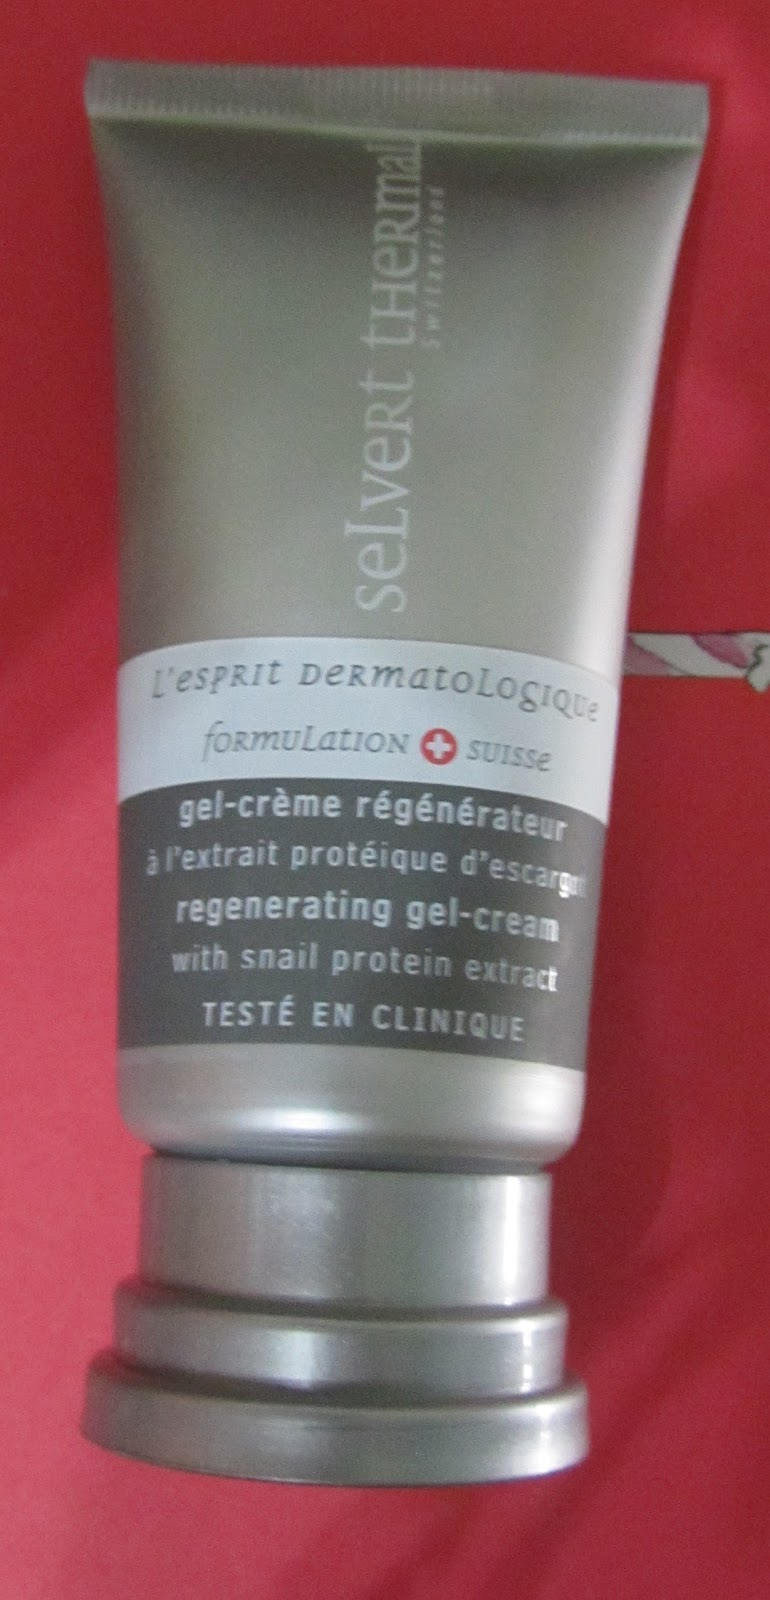 seLveRt tHeRmaL
Switzerland
L'esPRIt DeRmatoLogIQUe
foRmuLatION + sUIsse
gel-crème régénérateur
à l'extrait protéique d'escargot
regenerating gel-cream
with snail protein extract
TESTÉ EN CLINIQUE